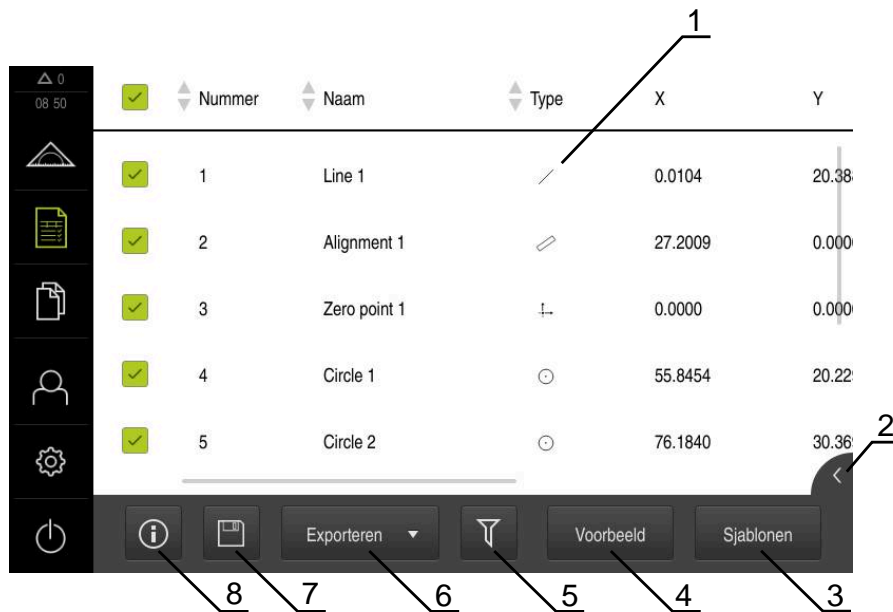 1
0
08 50
Nummer Naam Type X Y
1 Line 1 0.0104
2 Alignment 1 27.2009
3 Zero point 1 0.0000
4 Circle 1 55.8454
5 Circle 2 76.1840
2
Exporteren Voorbeeld Sjablonen
8 7 6 5 4 3